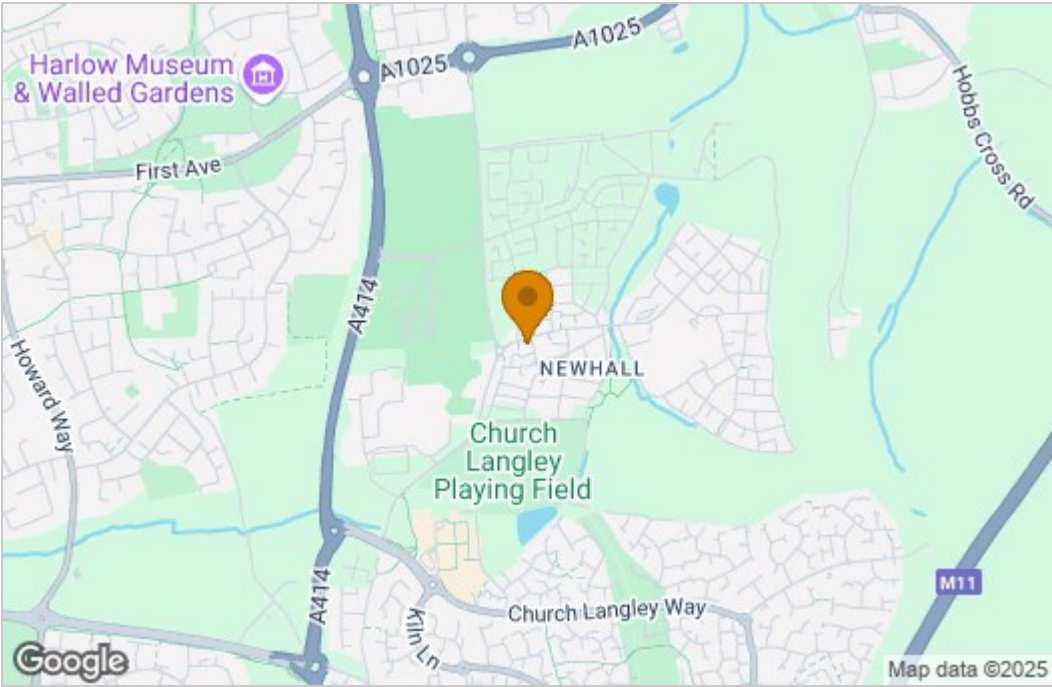 A1025
A1025
Harlow Museum
& Walled Gardens
Hobbs Cross Rd
First Ave
A414
Howard Way
NEWHALL
Church
Langley
Playing Field
M11
A414
Kiln Ln
Church Langley Way
Google
Map data ©2025